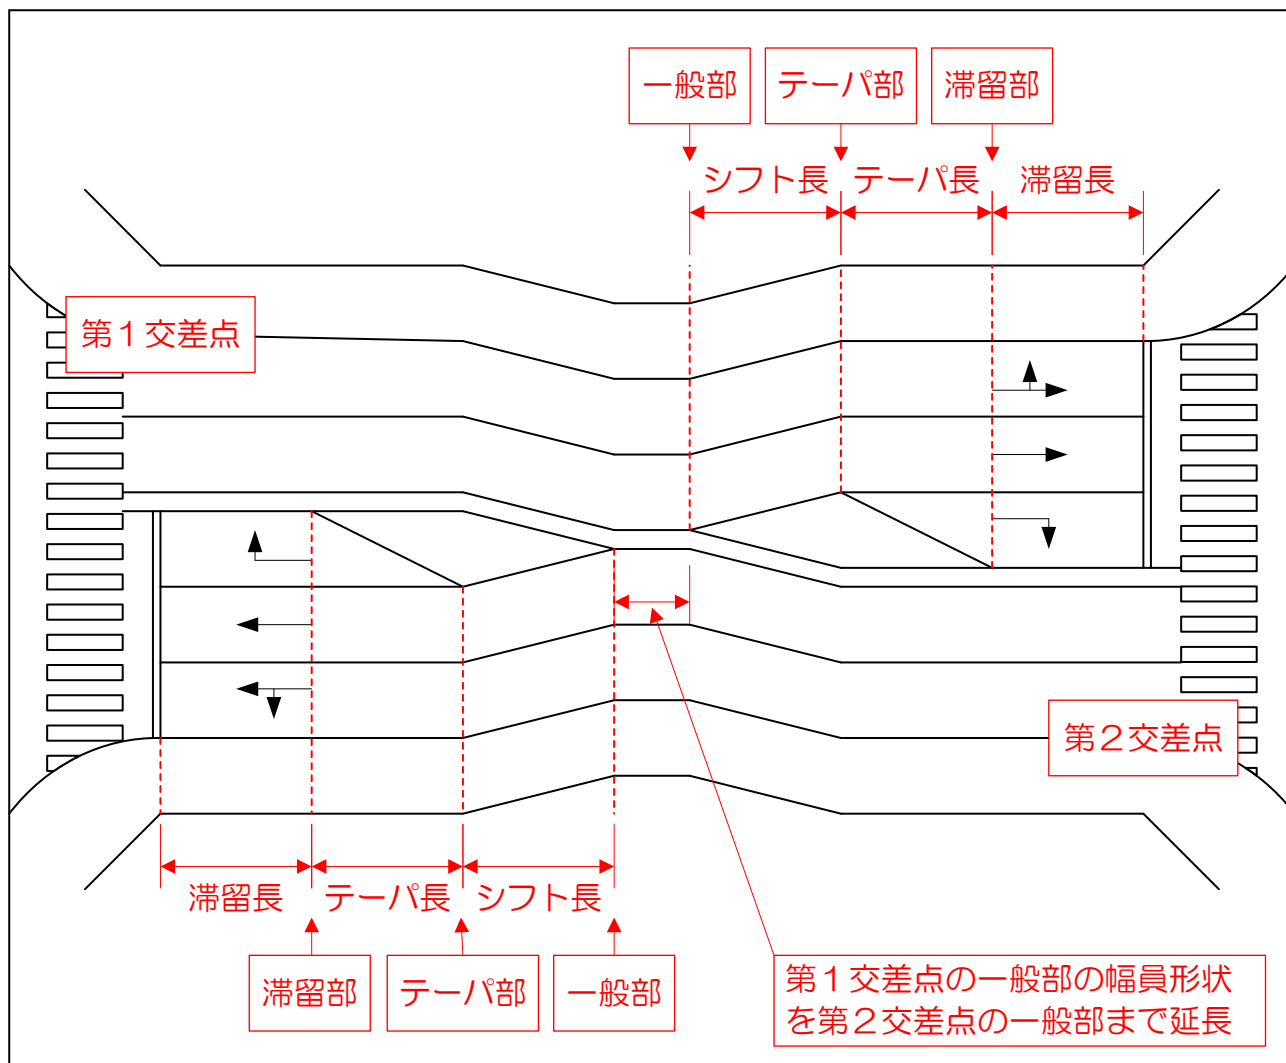 一般部
テーパ部
滞留部
シフト長
テーパ長
滞留長
第１交差点
第２交差点
滞留長
テーパ長
シフト長
滞留部
テーパ部
一般部
第１交差点の一般部の幅員形状
を第２交差点の一般部まで延長